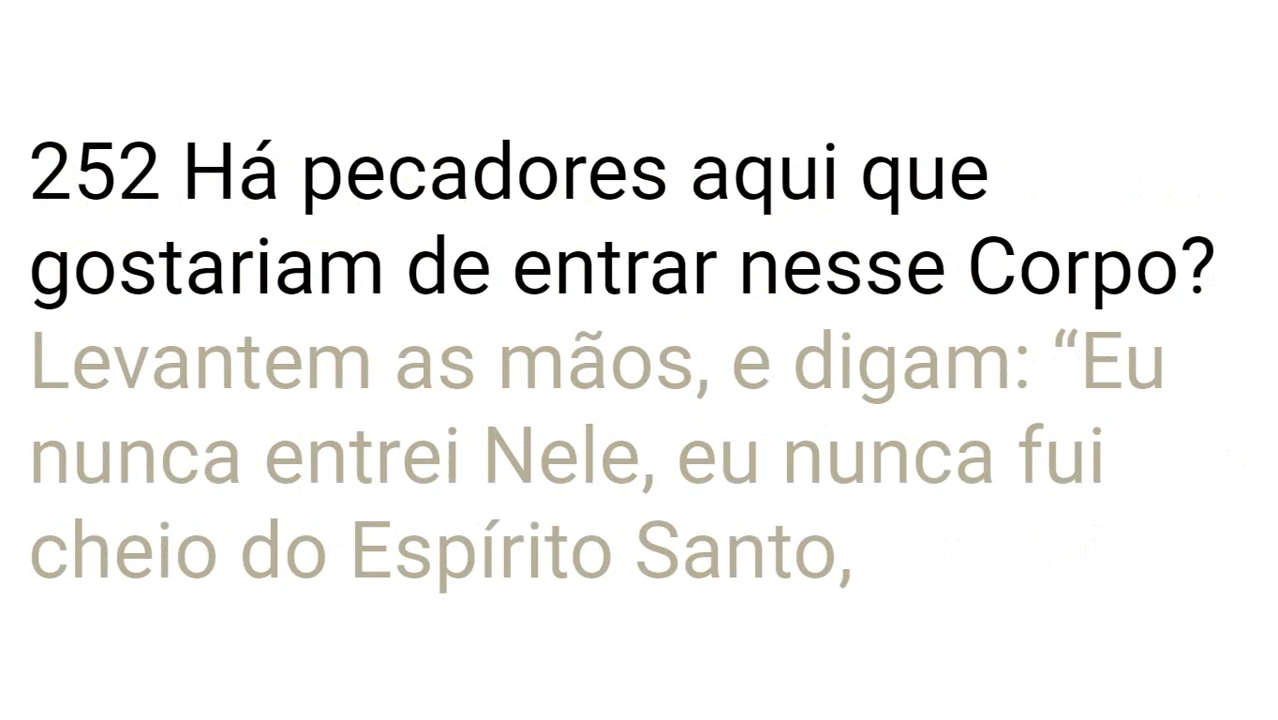 252 Há pecadores aqui que
gostariam de entrar nesse Corpo?
Levantem as mãos, e digam: “Eu
nunca entrei Nele, eu nunca fui
cheio do Espírito Santo,